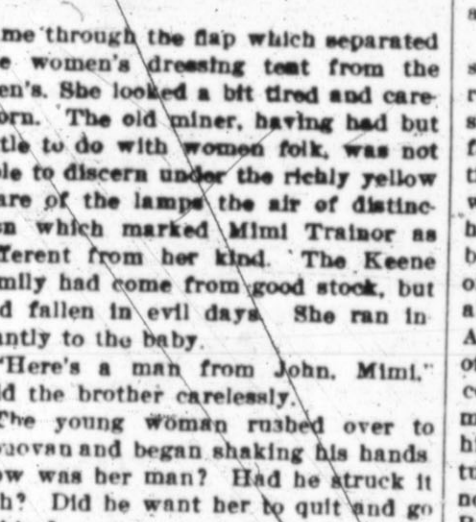 me through the flap which separated
e women's dressing tent from the
en's. She looked a bit tired and care-
orn. The old miner, having had but
tle to do with women folk, was not
le to discern under the richly yellow
are of the lamps the air of distinc-
n which marked Mimi Trainor as
fferent from her kind. The Keene
mily had come from good stock, but
d fallen in evil days. She ran in-
antly to the baby.
"Here's a man from John, Mimi,"
id the brother carelessly.
The young woman rushed over to
novan and began shaking his hands
ow was her man? Had he struck it
h? Did he want her to quit and go